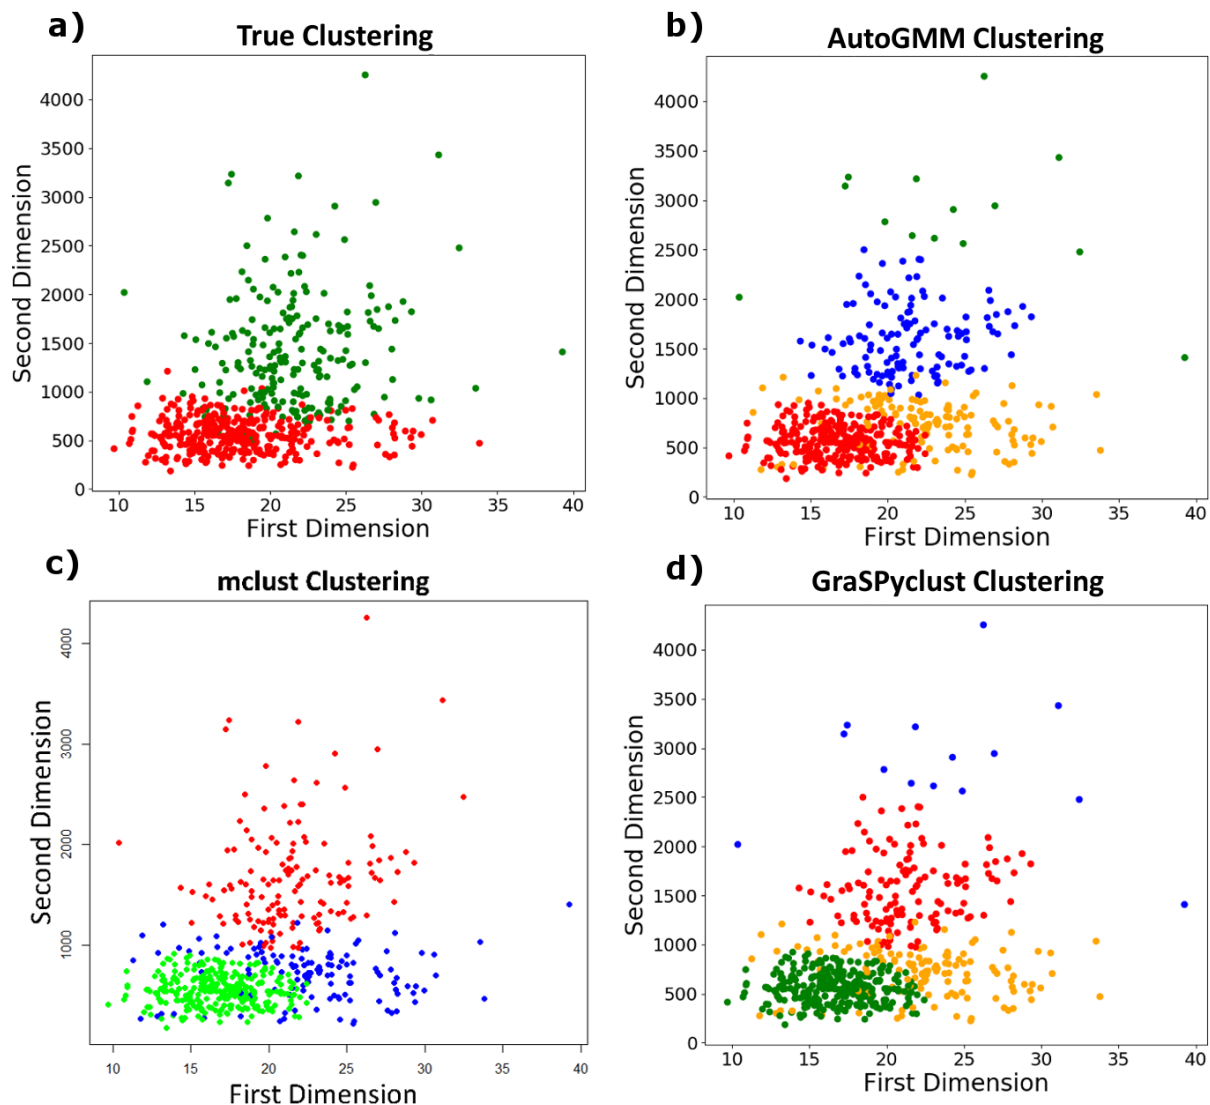 a)
True Clustering
4000
3500
3000
2500
2000
1500
1000
500
0
10 15 20 25 30 35 40
Second Dimension
First Dimension
b)
AutoGMM Clustering
4000
3500
3000
2500
2000
1500
1000
500
0
10 15 20 25 30 35 40
Second Dimension
First Dimension
c)
mclust Clustering
4000
3000
2000
1000
10 15 20 25 30 35 40
Second Dimension
First Dimension
d)
GraSPyclust Clustering
4000
3500
3000
2500
2000
1500
1000
500
0
10 15 20 25 30 35 40
Second Dimension
First Dimension